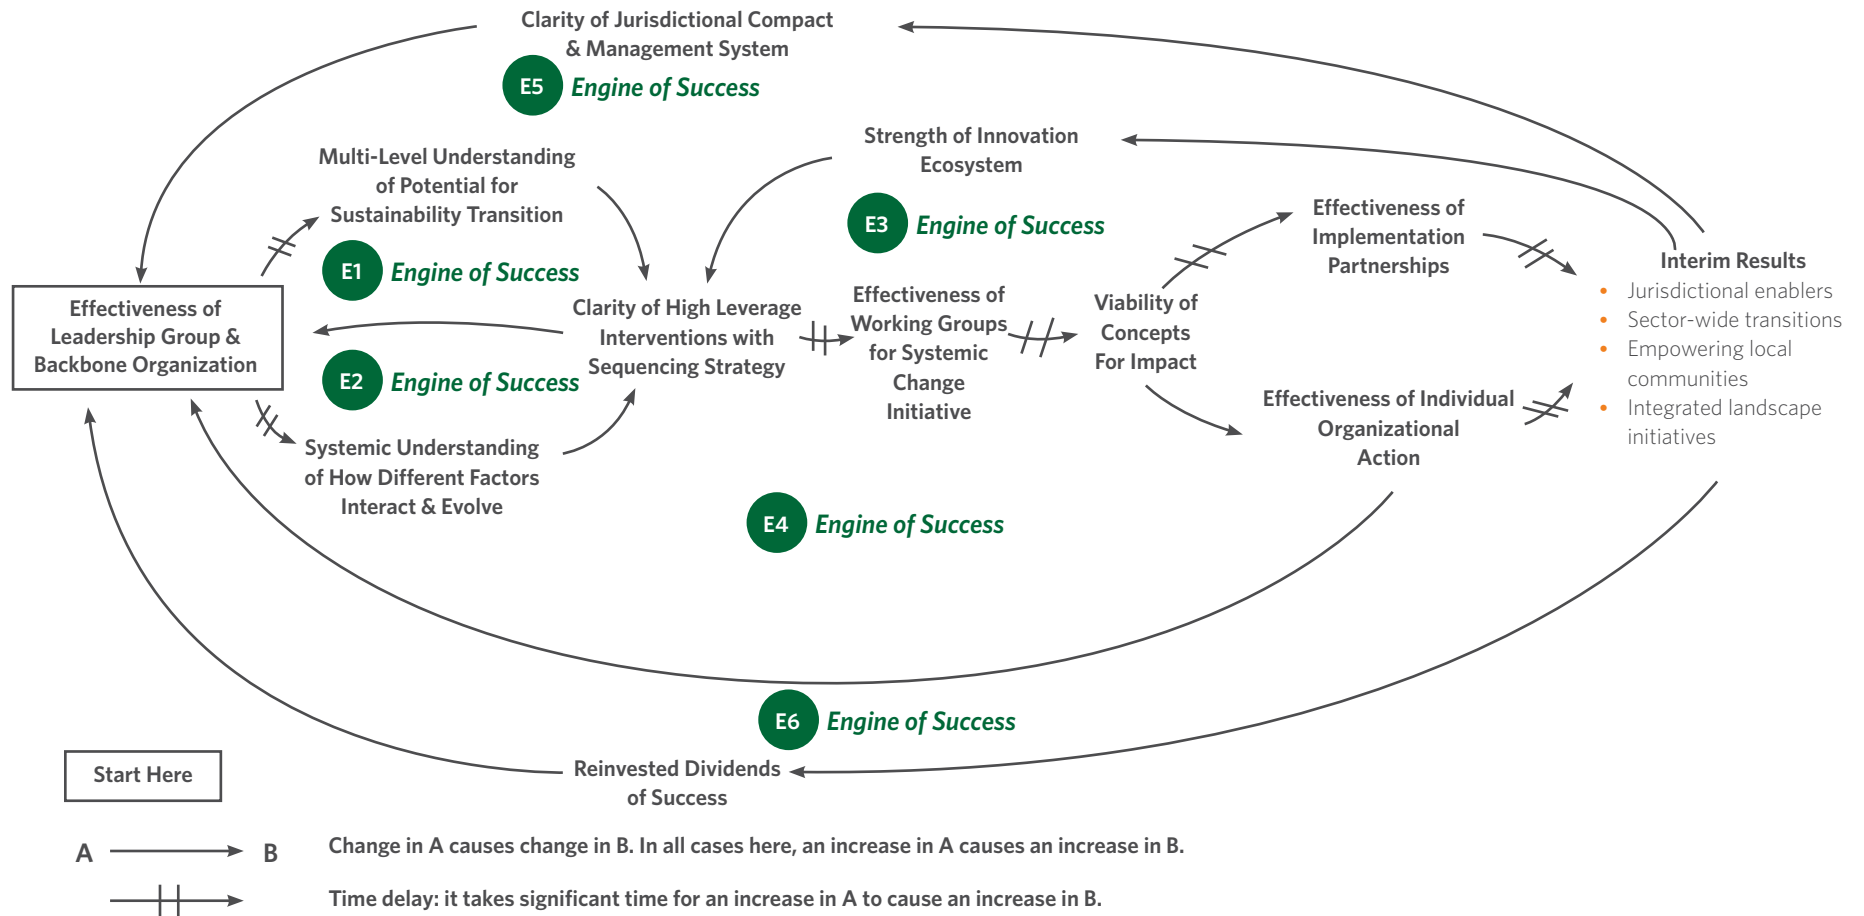 Clarity of Jurisdictional Compact
& Management System
E5 Engine of Success
Multi-Level Understanding
of Potential for
Sustainability Transition
Strength of Innovation
Ecosystem
E3 Engine of Success
E1 Engine of Success
Effectiveness of
Leadership Group &
Backbone Organization
E2 Engine of Success
Clarity of High Leverage
Interventions with
Sequencing Strategy
Effectiveness of
Working Groups
for Systemic
Change
Initiative
Viability of
Concepts
For Impact
Effectiveness of
Implementation
Partnerships
Effectiveness of Individual
Organizational
Action
Interim Results
• Jurisdictional enablers
• Sector-wide transitions
• Empowering local
communities
• Integrated landscape
initiatives
Systemic Understanding
of How Different Factors
Interact & Evolve
E4 Engine of Success
E6 Engine of Success
Reinvested Dividends
of Success
Start Here
A B Change in A causes change in B. In all cases here, an increase in A causes an increase in B.
Time delay: it takes significant time for an increase in A to cause an increase in B.